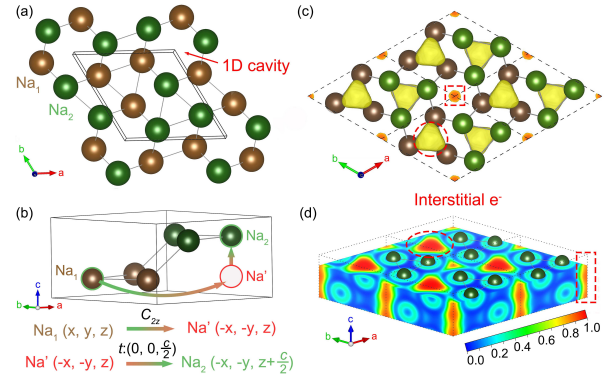 (a)
1D cavity
Na₁
Na₂
b
a
(b)
Na₂
Na₁
Na'
c
b
a
C₂z
Na₁ (x, y, z) Na' (-x, -y, z)
t:(0, 0, c/2)
Na' (-x, -y, z) Na₂ (-x, -y, z+c/2)
(c)
b
a
Interstitial e⁻
(d)
c
b
a
0.0 0.2 0.4 0.6 0.8 1.0